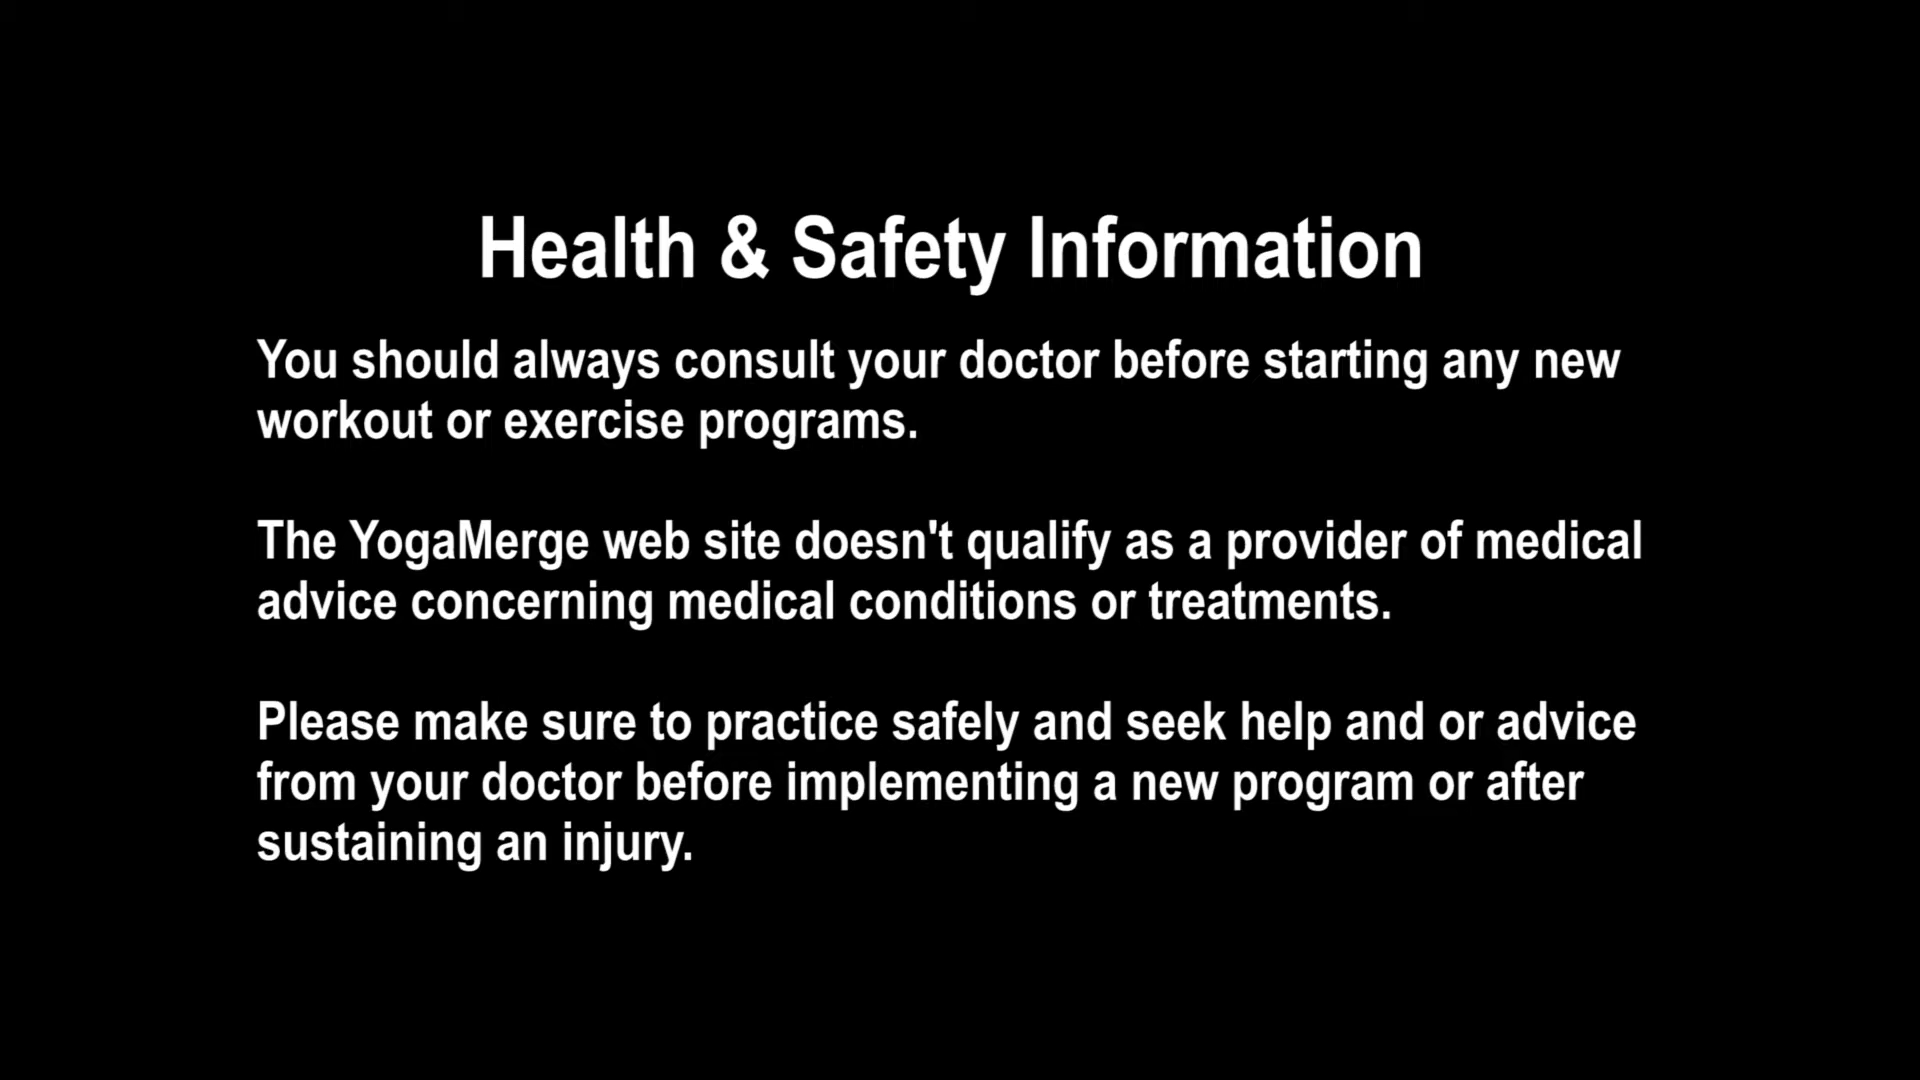 Health & Safety Information
You should always consult your doctor before starting any new
workout or exercise programs.
The YogaMerge web site doesn't qualify as a provider of medical
advice concerning medical conditions or treatments.
Please make sure to practice safely and seek help and or advice
from your doctor before implementing a new program or after
sustaining an injury.